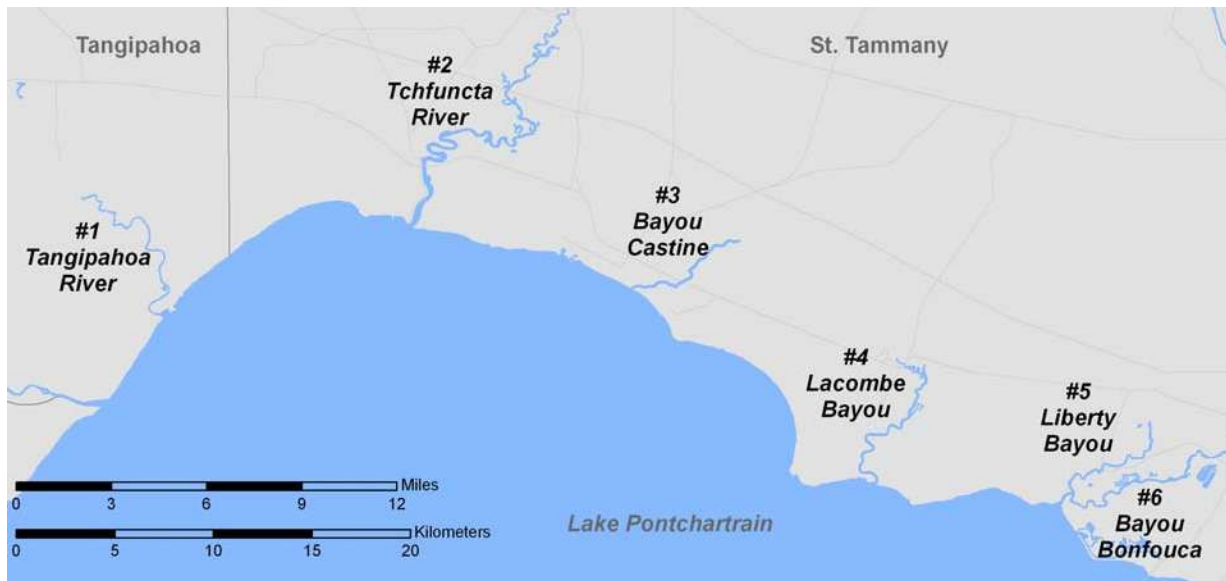 Tangipahoa
St. Tammany
#2
Tchfuncta
River
#3
Bayou
Castine
#1
Tangipahoa
River
#4
Lacombe
Bayou
#5
Liberty
Bayou
#6
Bayou
Bonfouca
Miles
0 3 6 9 12
Kilometers
0 5 10 15 20
Lake Pontchartrain